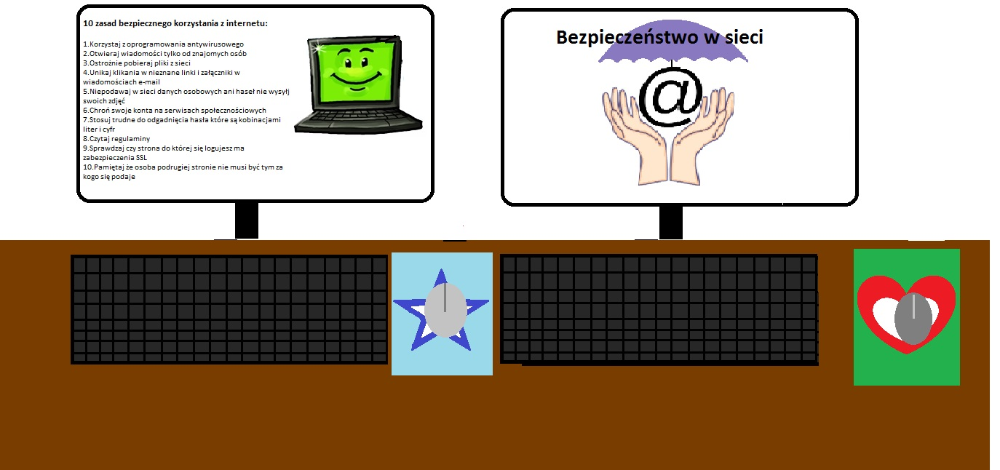 10 zasad bezpiecznego korzystania z internetu:
1.Korzystaj z oprogramowania antywirusowego
2.Otwieraj wiadomości tylko od znajomych osób
3.Ostrożnie pobieraj pliki z sieci
4.Unikaj klikania w nieznane linki i załączniki w
wiadomościach e-mail
5.Niepodawaj w sieci danych osobowych ani haseł nie wysyłj
swoich zdjęć
6.Chroń swoje konta na serwisach społecznościowych
7.Stosuj trudne do odgadnięcia hasła które są kobinacjami
liter i cyfr
8.Czytaj regulaminy
9.Sprawdzaj czy strona do której się logujesz ma
zabezpieczenia SSL
10.Pamiętaj że osoba podrugiej stronie nie musi być tym za
kogo się podaje
Bezpieczeństwo w sieci
@